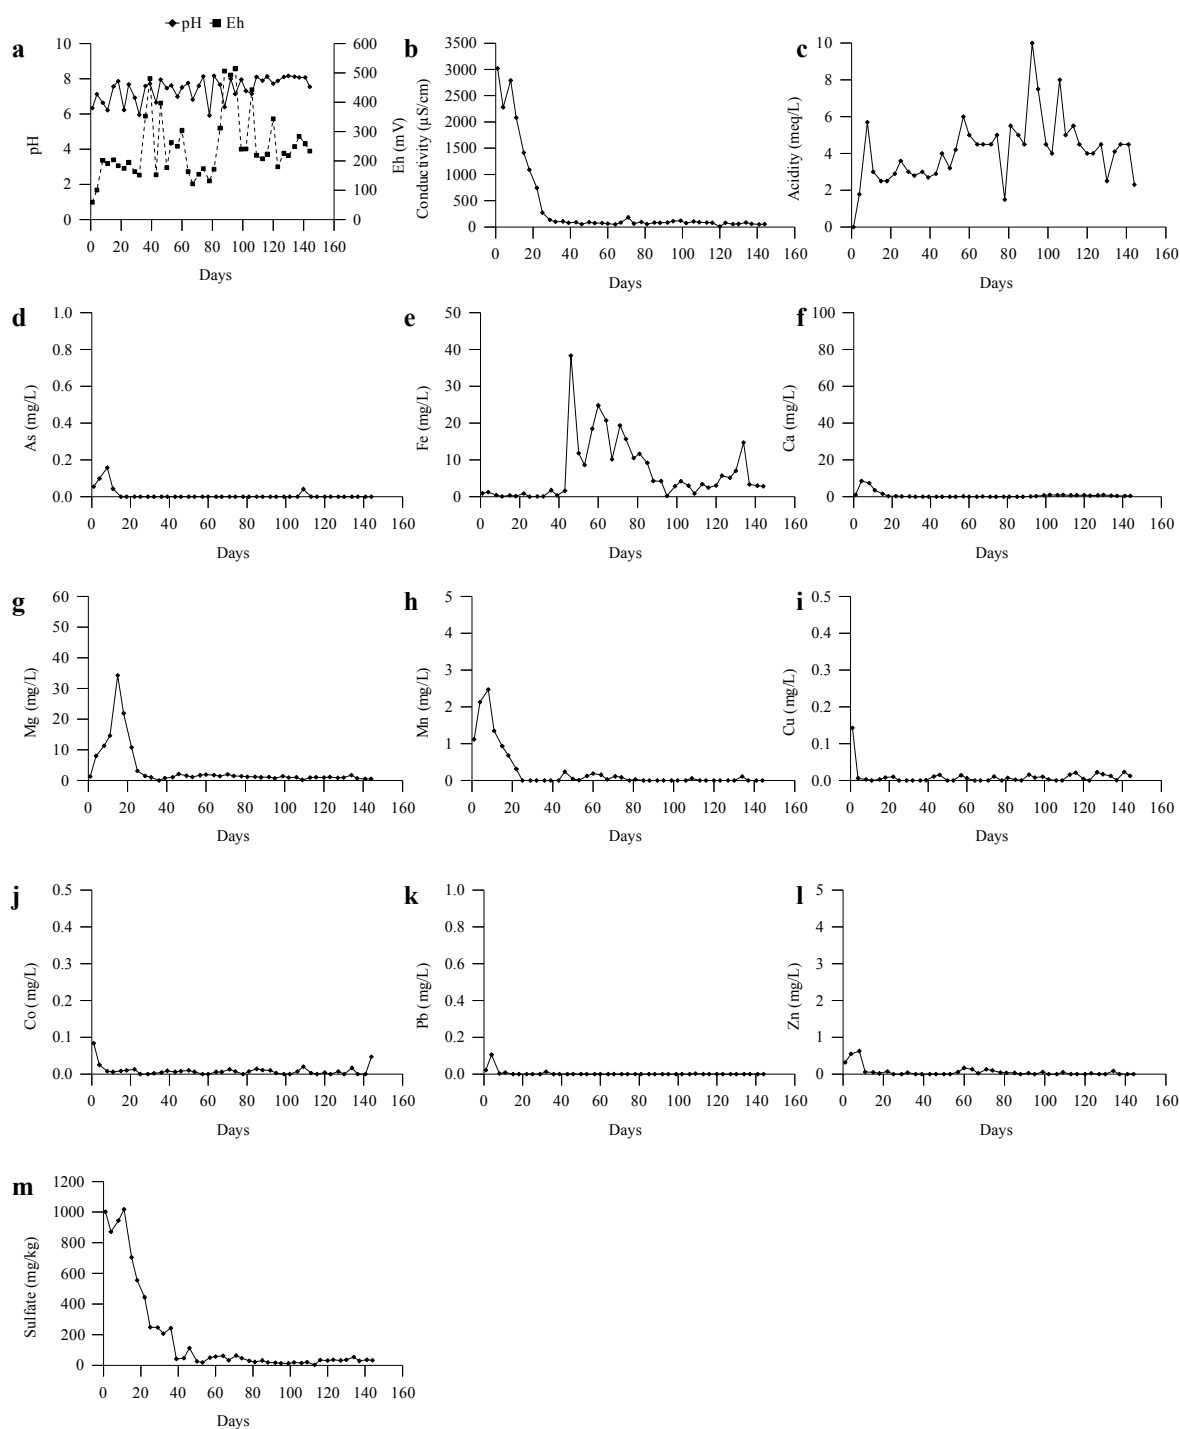 pH Eh
a
10
8
6
4
2
0
pH
600
500
400
300
200
100
0
Eh (mV)
0 20 40 60 80 100 120 140 160
Days
b
3500
3000
2500
2000
1500
1000
500
0
Conductivity (µS/cm)
0 20 40 60 80 100 120 140 160
Days
c
10
8
6
4
2
0
Acidity (meq/L)
0 20 40 60 80 100 120 140 160
Days
d
1.0
0.8
0.6
0.4
0.2
0.0
As (mg/L)
0 20 40 60 80 100 120 140 160
Days
e
50
40
30
20
10
0
Fe (mg/L)
0 20 40 60 80 100 120 140 160
Days
f
100
80
60
40
20
0
Ca (mg/L)
0 20 40 60 80 100 120 140 160
Days
g
60
50
40
30
20
10
0
Mg (mg/L)
0 20 40 60 80 100 120 140 160
Days
h
5
4
3
2
1
0
Mn (mg/L)
0 20 40 60 80 100 120 140 160
Days
i
0.5
0.4
0.3
0.2
0.1
0.0
Cu (mg/L)
0 20 40 60 80 100 120 140 160
Days
j
0.5
0.4
0.3
0.2
0.1
0.0
Co (mg/L)
0 20 40 60 80 100 120 140 160
Days
k
1.0
0.8
0.6
0.4
0.2
0.0
Pb (mg/L)
0 20 40 60 80 100 120 140 160
Days
l
5
4
3
2
1
0
Zn (mg/L)
0 20 40 60 80 100 120 140 160
Days
m
1200
1000
800
600
400
200
0
Sulfate (mg/kg)
0 20 40 60 80 100 120 140 160
Days